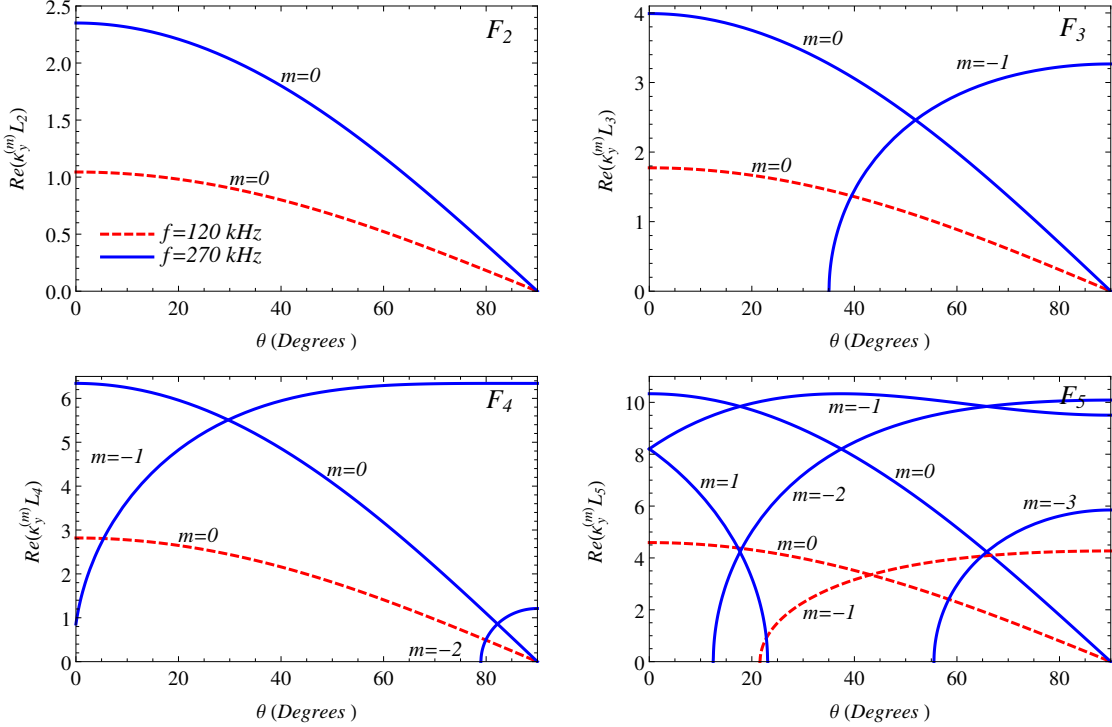 F2
Re(κy(m)L2)
2.5
2.0
1.5
1.0
0.5
0.0
m=0
m=0
f=120 kHz
f=270 kHz
0 20 40 60 80
θ (Degrees )
F3
Re(κy(m)L3)
4
3
2
1
0
m=0
m=−1
m=0
0 20 40 60 80
θ (Degrees )
F4
Re(κy(m)L4)
6
5
4
3
2
1
0
m=−1
m=0
m=0
m=−2
0 20 40 60 80
θ (Degrees )
F5
Re(κy(m)L5)
10
8
6
4
2
0
m=−1
m=1
m=−2
m=0
m=−3
m=0
m=−1
0 20 40 60 80
θ (Degrees )